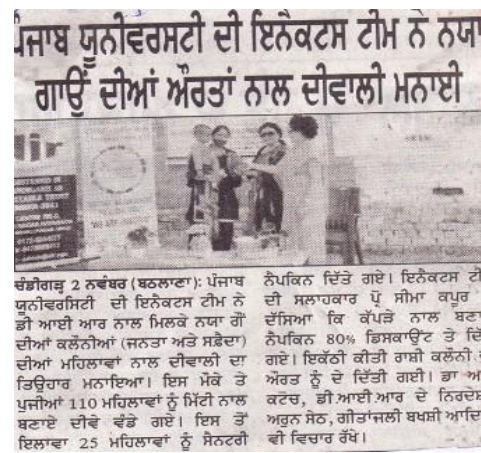 ਪੰਜਾਬ ਯੂਨੀਵਰਸਟੀ ਦੀ ਇਨੈਕਟਸ ਟੀਮ ਨੇ ਨਯਾ
ਗਾਉਂ ਦੀਆਂ ਔਰਤਾਂ ਨਾਲ ਦੀਵਾਲੀ ਮਨਾਈ
ਚੰਡੀਗੜ੍ਹ 2 ਨਵੰਬਰ (ਬਠਲਾਣਾ): ਪੰਜਾਬ
ਯੂਨੀਵਰਸਿਟੀ ਦੀ ਇਨੈਕਟਸ ਟੀਮ ਨੇ
ਡੀ ਆਈ ਆਰ ਨਾਲ ਮਿਲਕੇ ਨਯਾ ਗੌਂ
ਦੀਆਂ ਕਲੋਨੀਆਂ (ਜਨਤਾ ਅਤੇ ਸਫ਼ੈਦਾ)
ਦੀਆਂ ਮਹਿਲਾਵਾਂ ਨਾਲ ਦੀਵਾਲੀ ਦਾ
ਤਿਉਹਾਰ ਮਨਾਇਆ। ਇਸ ਮੌਕੇ ਤੇ
ਪੁਜੀਆਂ 110 ਮਹਿਲਾਵਾਂ ਨੂੰ ਮਿੱਟੀ ਨਾਲ
ਬਣਾਏ ਦੀਵੇ ਵੰਡੇ ਗਏ। ਇਸ ਤੋਂ
ਇਲਾਵਾ 25 ਮਹਿਲਾਵਾਂ ਨੂੰ ਸੈਨਟਰੀ
ਨੈਪਕਿਨ ਦਿੱਤੇ ਗਏ। ਇਨੈਕਟਸ ਟੀ
ਦੀ ਸਲਾਹਕਾਰ ਪ੍ਰੋ ਸੀਮਾ ਕਪੂਰ
ਦੱਸਿਆ ਕਿ ਕੱਪੜੇ ਨਾਲ ਬਣਾ
ਨੈਪਕਿਨ 80% ਡਿਸਕਾਉਂਟ ਤੇ ਦਿੱ
ਗਏ। ਇਕੱਠੀ ਕੀਤੀ ਰਾਸ਼ੀ ਕਲੋਨੀ
ਔਰਤ ਨੂੰ ਦੇ ਦਿੱਤੀ ਗਈ। ਡਾ ਅ
ਕਟੋਚ, ਡੀ.ਆਈ.ਆਰ ਦੇ ਨਿਰਦੇਸ਼
ਅਰੁਨ ਸੇਠ, ਗੀਤਾਂਜਲੀ ਬਖਸ਼ੀ ਆਦਿ
ਵੀ ਵਿਚਾਰ ਰੱਖੇ।